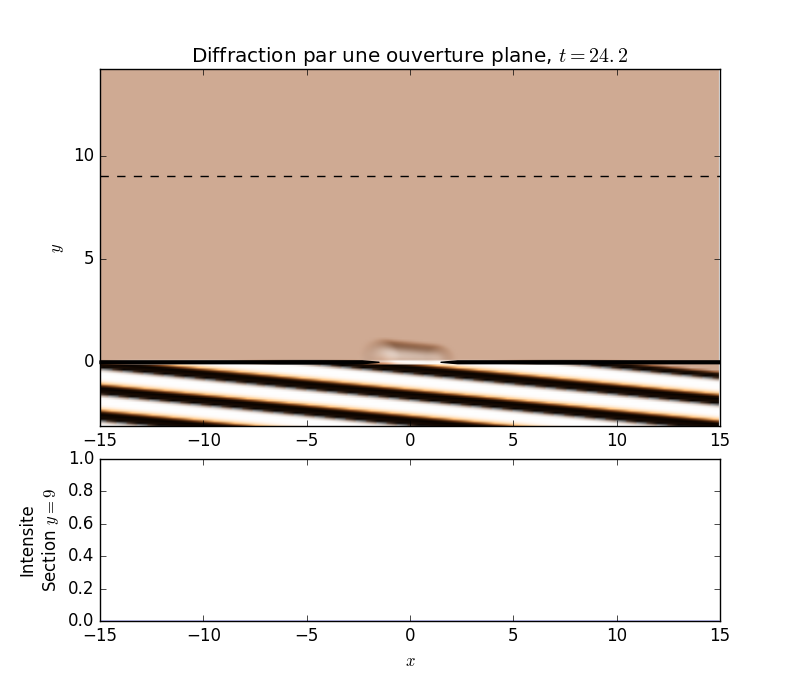 Diffraction par une ouverture plane, t = 24.2
10
5
0
y
−15 −10 −5 0 5 10 15
1.0
0.8
0.6
0.4
0.2
0.0
Intensite
Section y = 9
−15 −10 −5 0 5 10 15
x